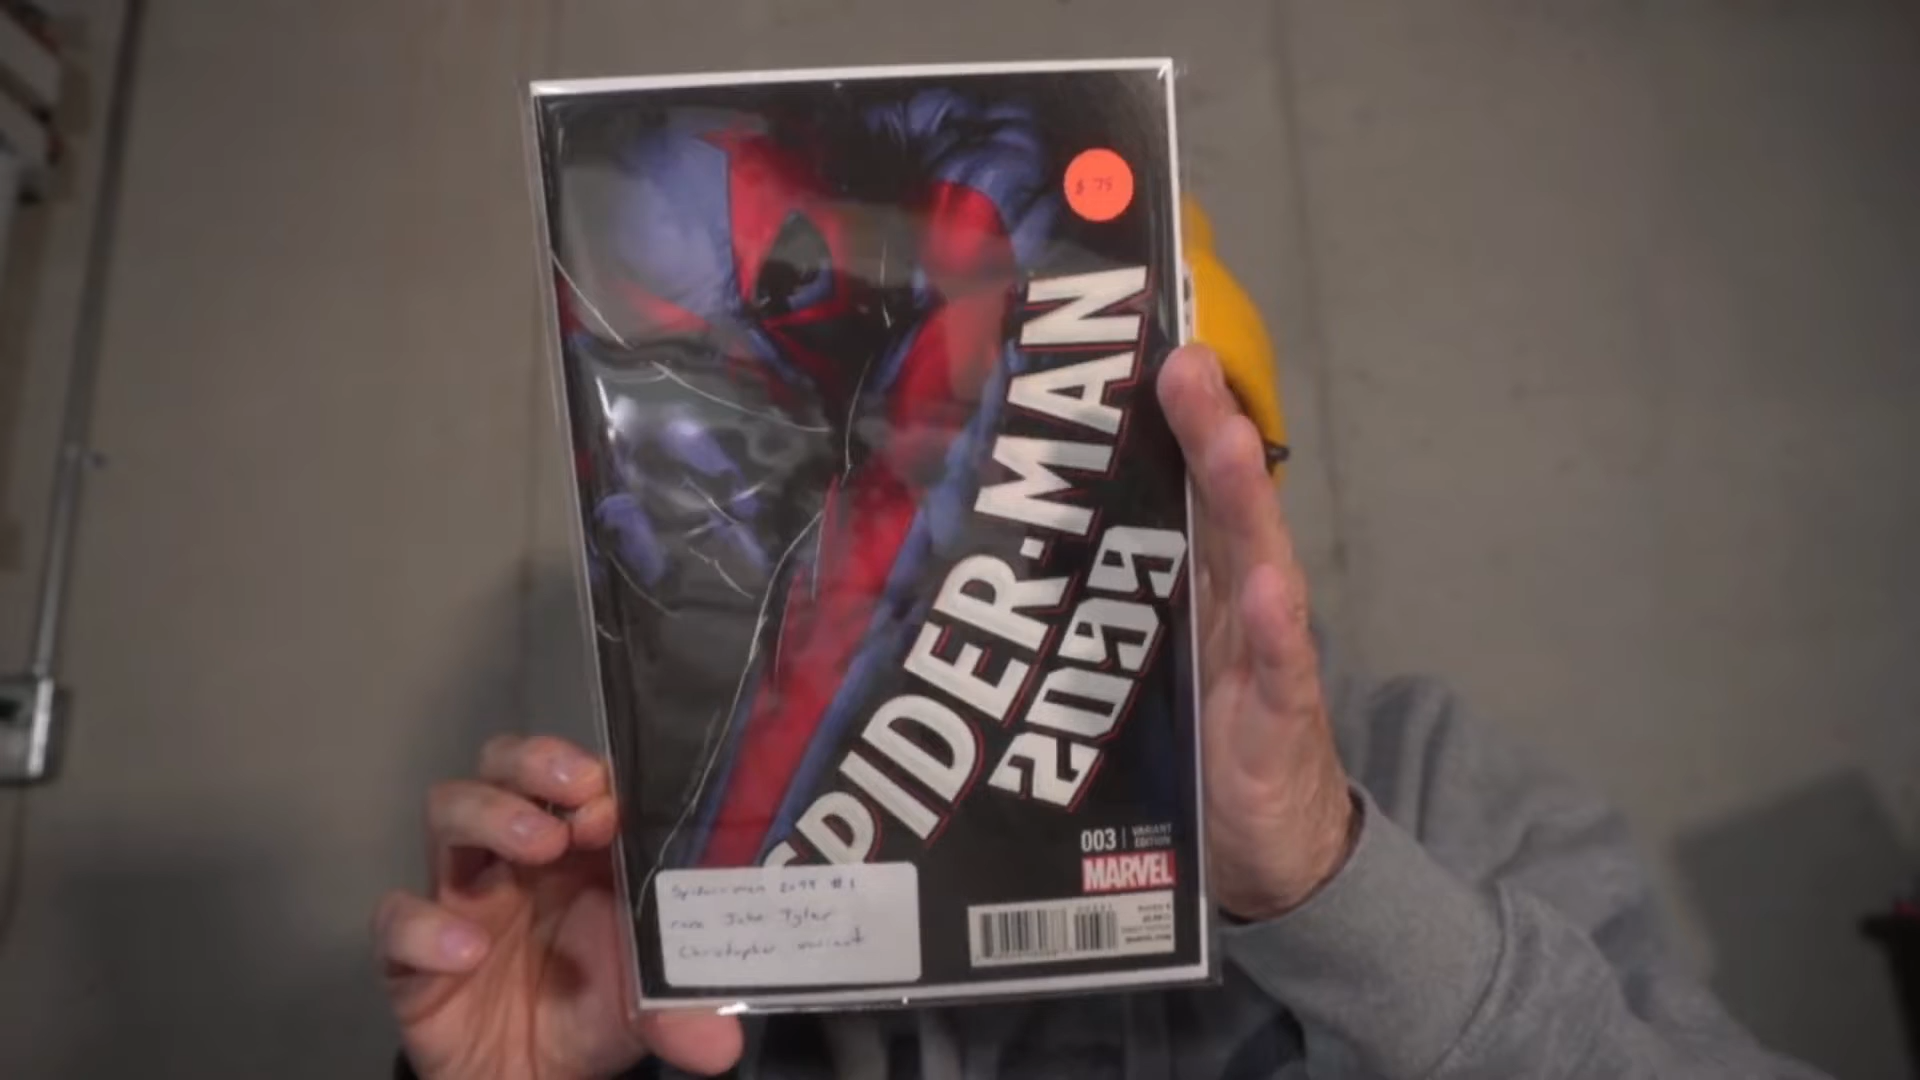 $ 75
SPIDER-MAN
2099
003 | VARIANT
EDITION
MARVEL
Spider-man 2099 #1
rare John Tyler
Christopher variant